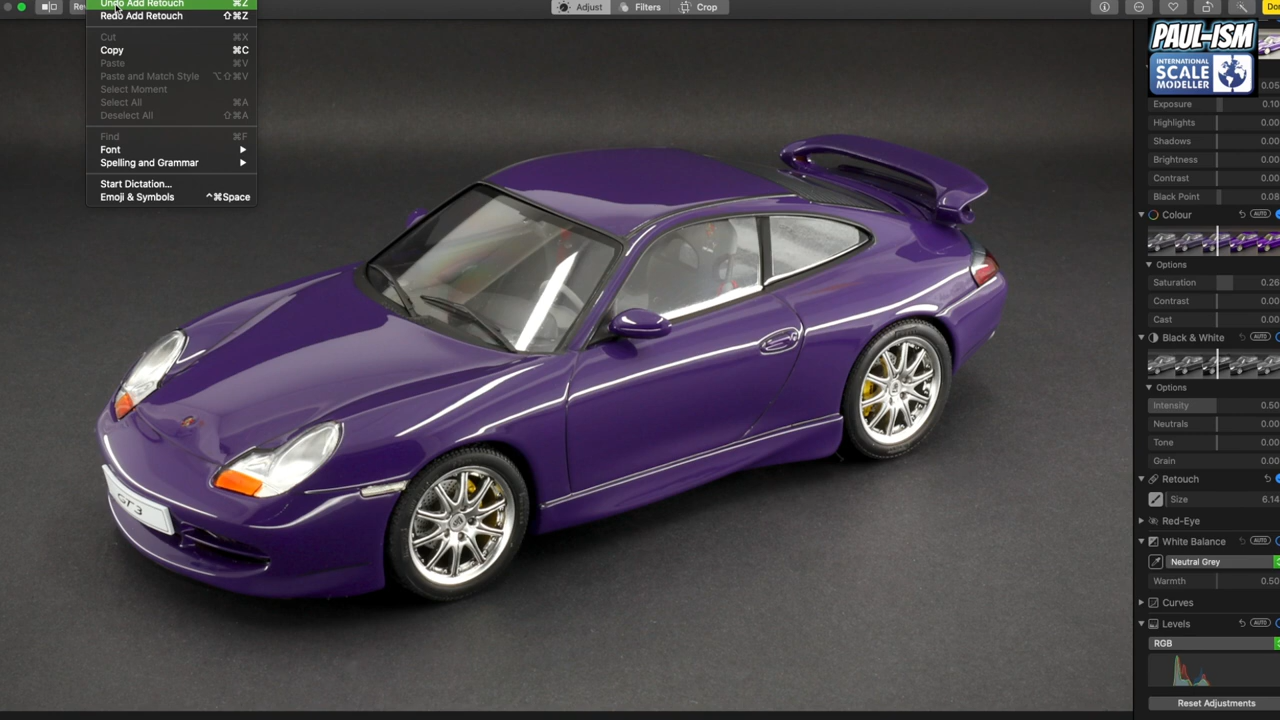 Adjust
Filters
Crop
Undo Add Retouch ⌘Z
Redo Add Retouch ⇧⌘Z
Cut ⌘X
Copy ⌘C
Paste ⌘V
Paste and Match Style ⌥⇧⌘V
Select Moment
Select All ⌘A
Deselect All ⇧⌘A
Find ⌘F
Font
Spelling and Grammar
Start Dictation...
Emoji & Symbols ^⌘Space
PAUL-ISM
INTERNATIONAL
SCALE
MODELLER
Exposure 0.10
Highlights 0.00
Shadows 0.00
Brightness 0.00
Contrast 0.00
Black Point 0.08
Colour AUTO
Options
Saturation 0.26
Contrast 0.00
Cast 0.00
Black & White AUTO
Options
Intensity 0.50
Neutrals 0.00
Tone 0.00
Grain 0.00
Retouch
Size 6.14
Red-Eye
White Balance AUTO
Neutral Grey
Warmth 0.50
Curves
Levels AUTO
RGB
Reset Adjustments
GT3